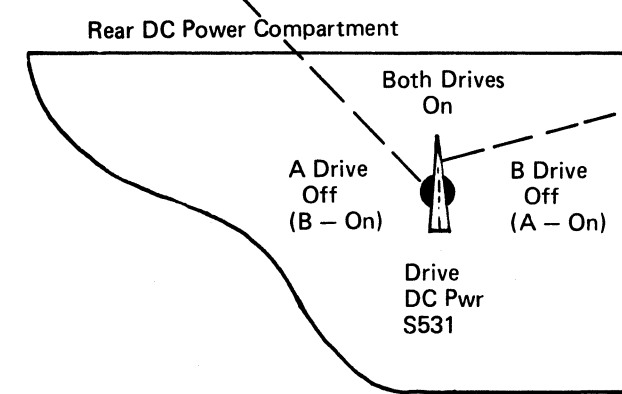 Rear DC Power Compartment
Both Drives
On
A Drive
Off
(B – On)
B Drive
Off
(A – On)
Drive
DC Pwr
S531